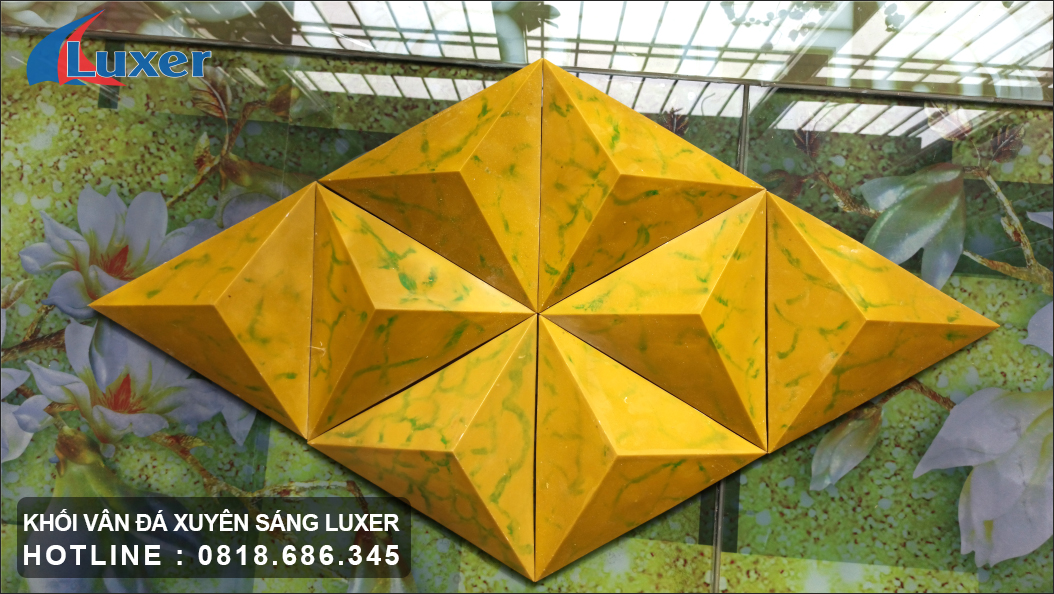 Luxer
KHỐI VÂN ĐÁ XUYÊN SÁNG LUXER
HOTLINE : 0818.686.345